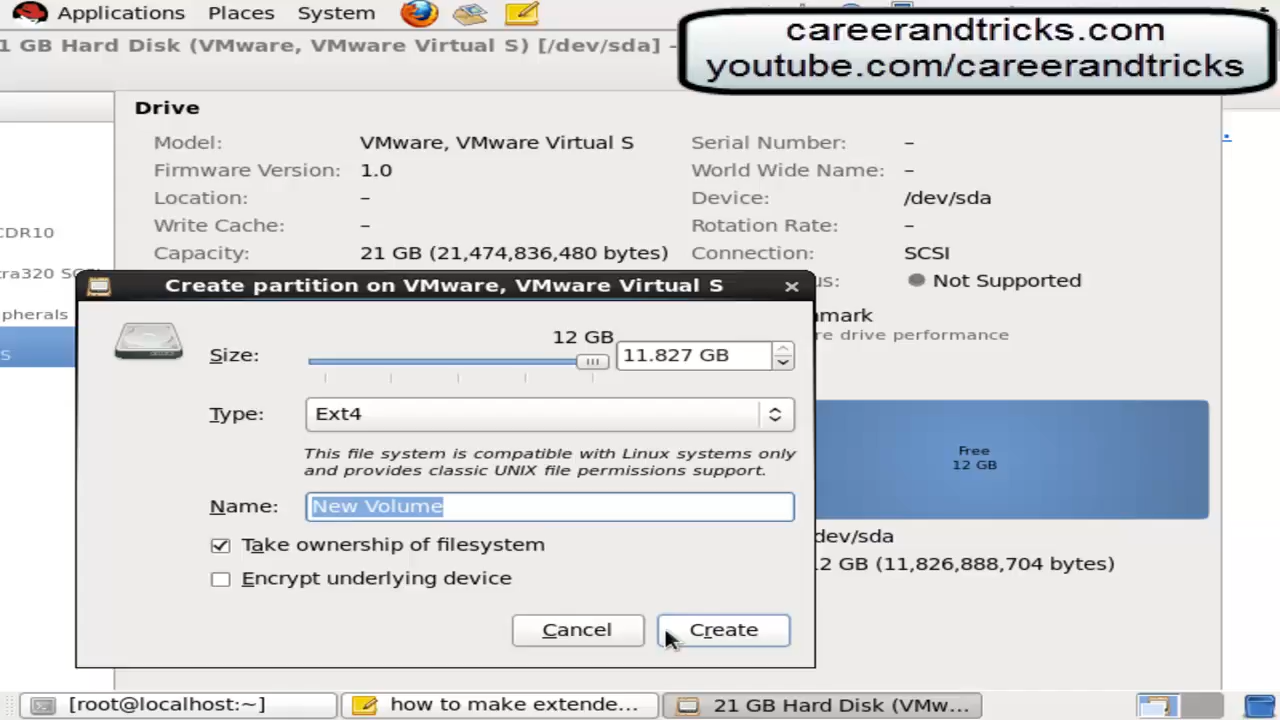 Applications Places System
careerandtricks.com
youtube.com/careerandtricks
1 GB Hard Disk (VMware, VMware Virtual S) [/dev/sda] -
Drive
Model: VMware, VMware Virtual S Serial Number: –
Firmware Version: 1.0 World Wide Name: –
Location: – Device: /dev/sda
Write Cache: – Rotation Rate: –
Capacity: 21 GB (21,474,836,480 bytes) Connection: SCSI
us: Not Supported
CDR10
tra320 SC
pherals
s
nmark
re drive performance
Create partition on VMware, VMware Virtual S
12 GB
Size: 11.827 GB
Type: Ext4
This file system is compatible with Linux systems only
and provides classic UNIX file permissions support.
Name: New Volume
Take ownership of filesystem
Encrypt underlying device
Cancel Create
Free
12 GB
dev/sda
2 GB (11,826,888,704 bytes)
[root@localhost:~] how to make extende... 21 GB Hard Disk (VMw...